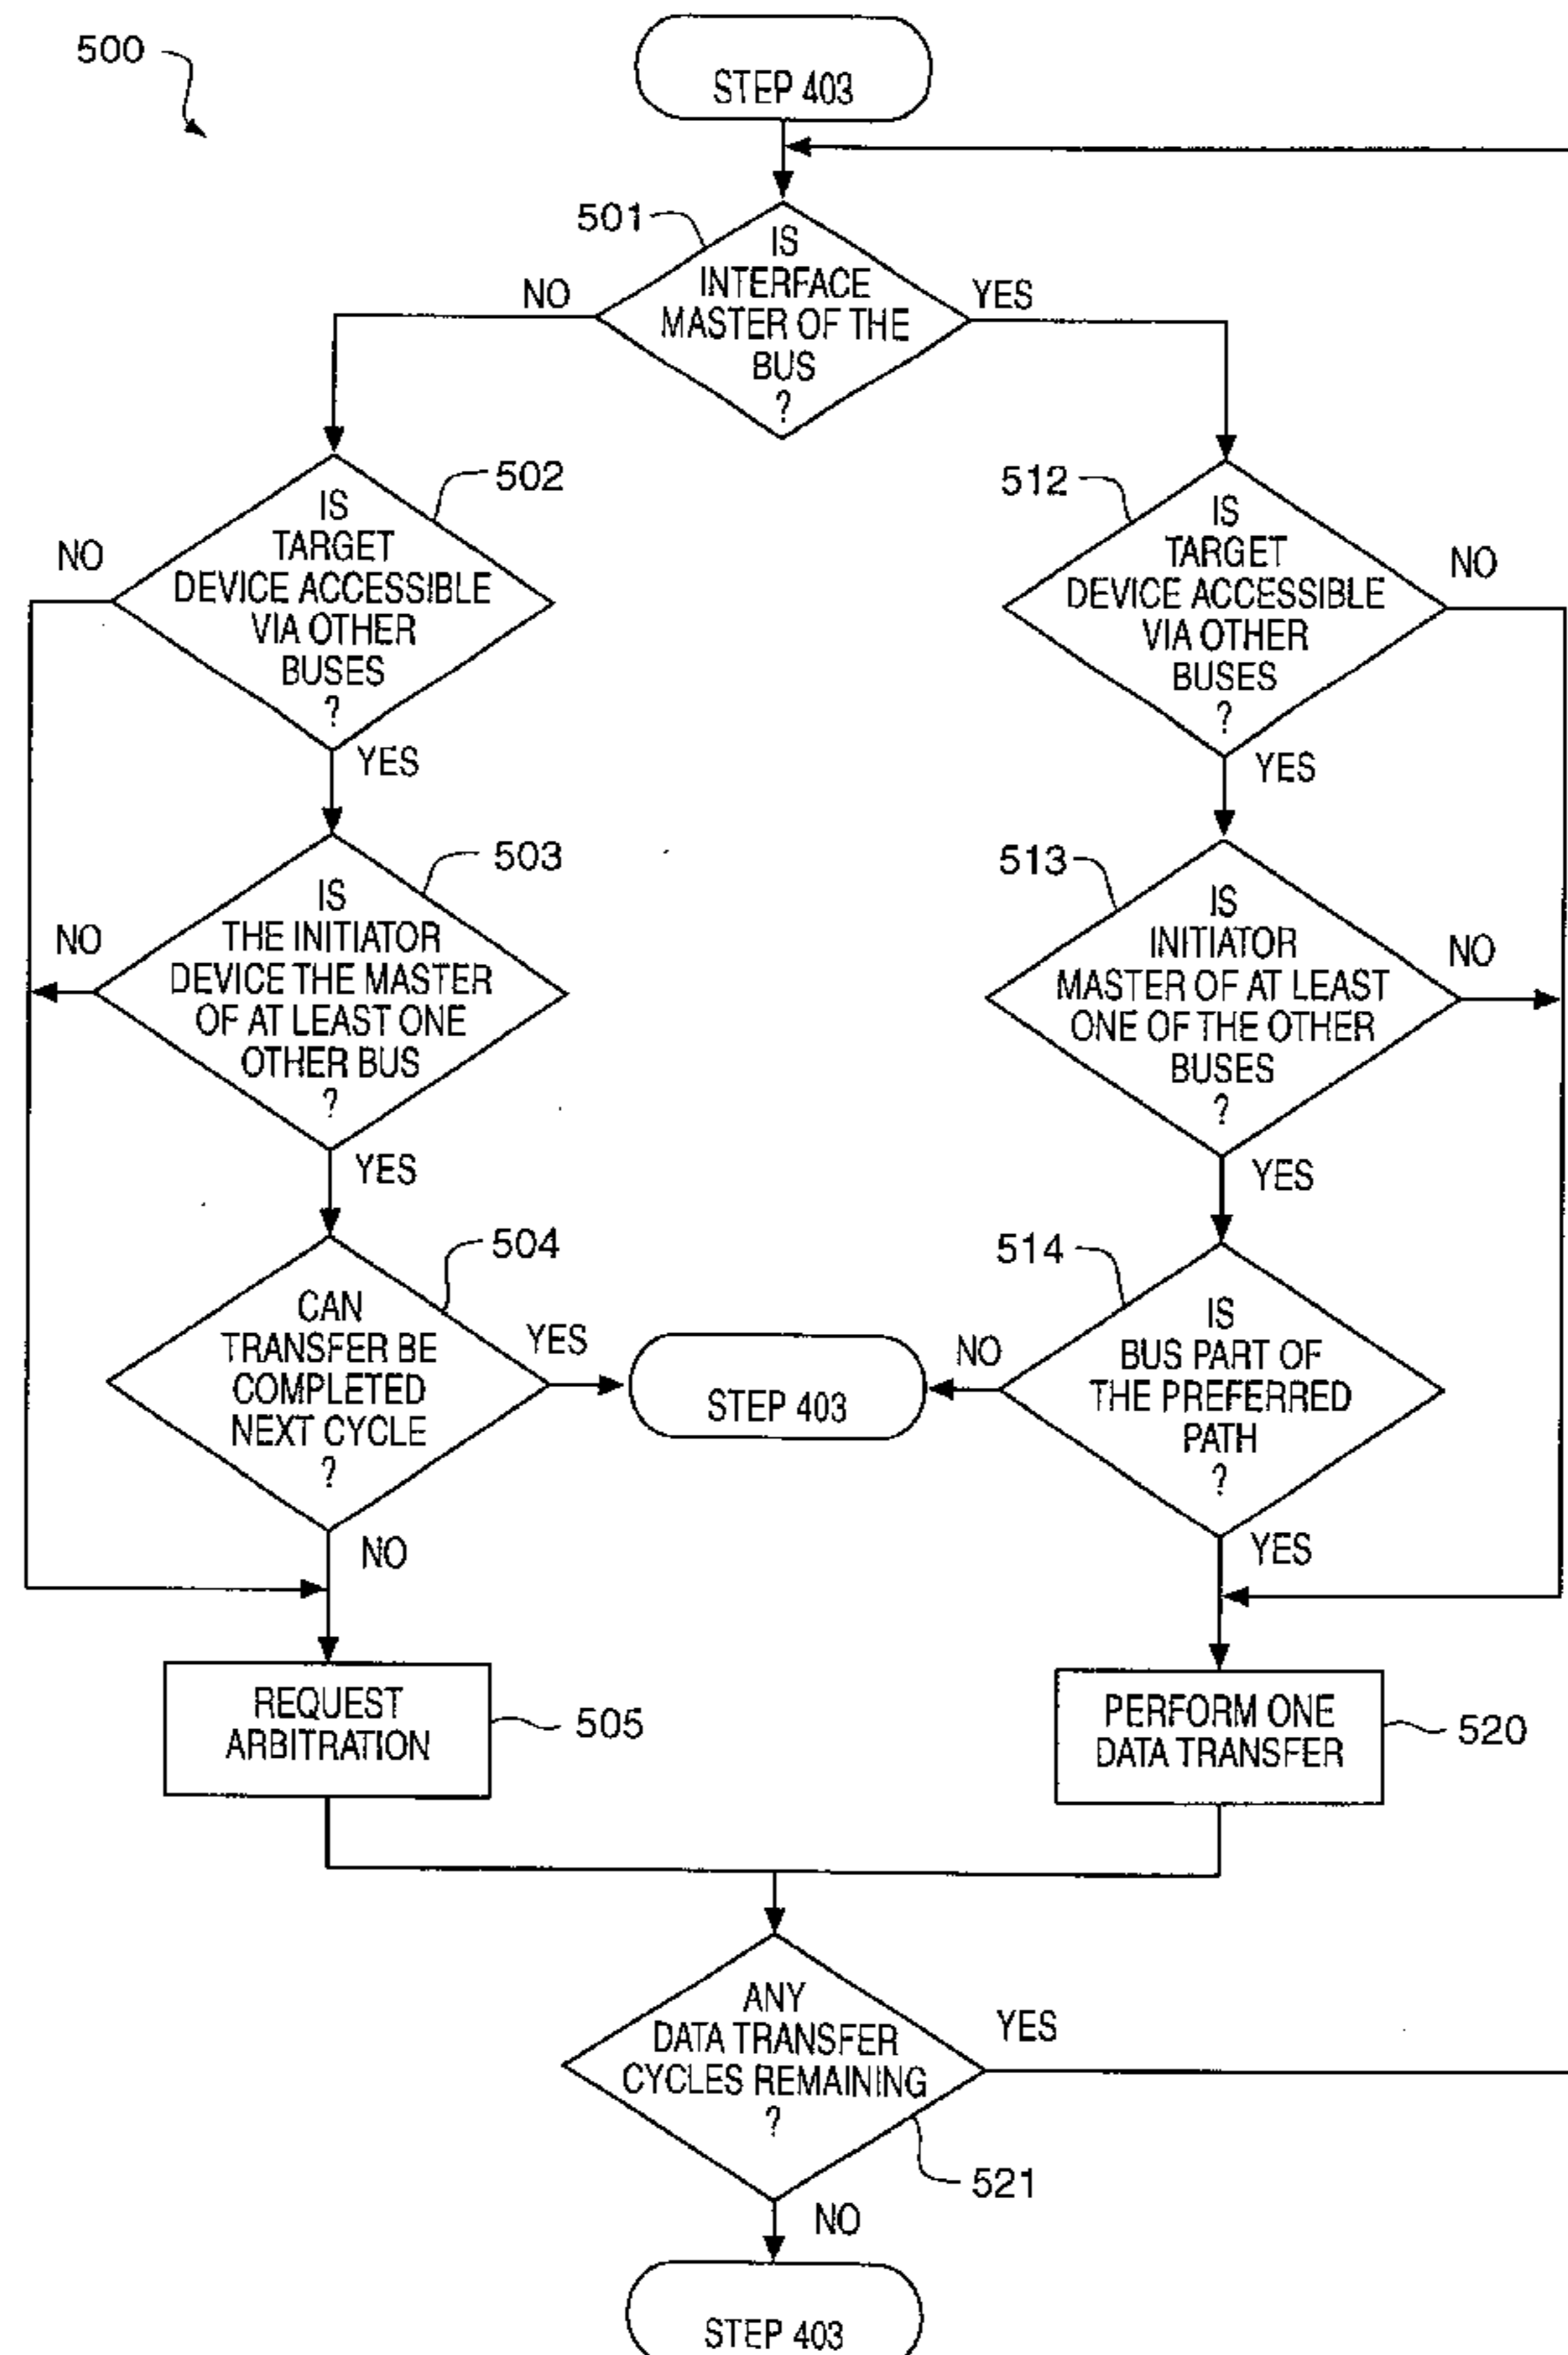 500
STEP 403
501
IS
INTERFACE
MASTER OF THE
BUS
?
NO
YES
502
IS
TARGET
DEVICE ACCESSIBLE
VIA OTHER
BUSES
?
NO
YES
512
IS
TARGET
DEVICE ACCESSIBLE
VIA OTHER
BUSES
?
NO
YES
503
IS
THE INITIATOR
DEVICE THE MASTER
OF AT LEAST ONE
OTHER BUS
?
NO
YES
513
IS
INITIATOR
MASTER OF AT LEAST
ONE OF THE OTHER
BUSES
?
NO
YES
504
CAN
TRANSFER BE
COMPLETED
NEXT CYCLE
?
YES
NO
STEP 403
514
IS
BUS PART OF
THE PREFERRED
PATH
?
NO
YES
REQUEST
ARBITRATION
505
PERFORM ONE
DATA TRANSFER
520
ANY
DATA TRANSFER
CYCLES REMAINING
?
YES
521
NO
STEP 403